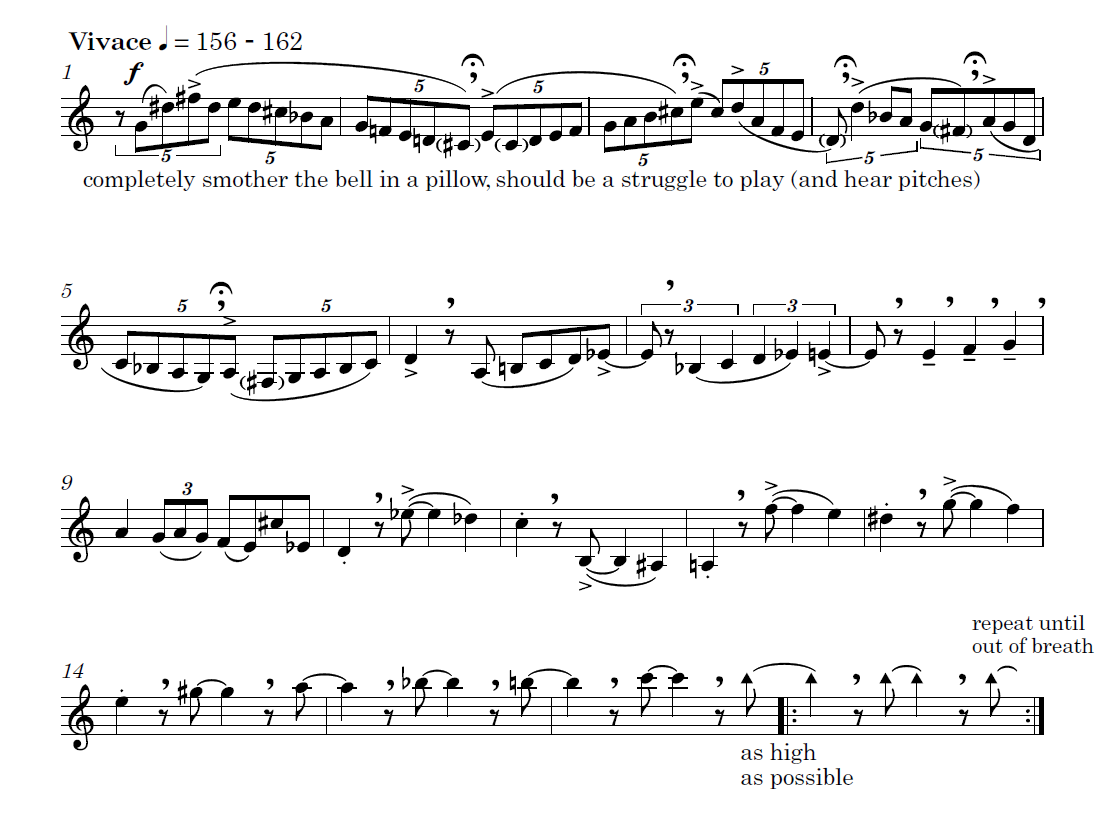 Vivace ♩ = 156 - 162
1
f
5 5 5 5 5 5 5 5
completely smother the bell in a pillow, should be a struggle to play (and hear pitches)
5
5 5 3 3
9
3
repeat until
out of breath
14
as high
as possible